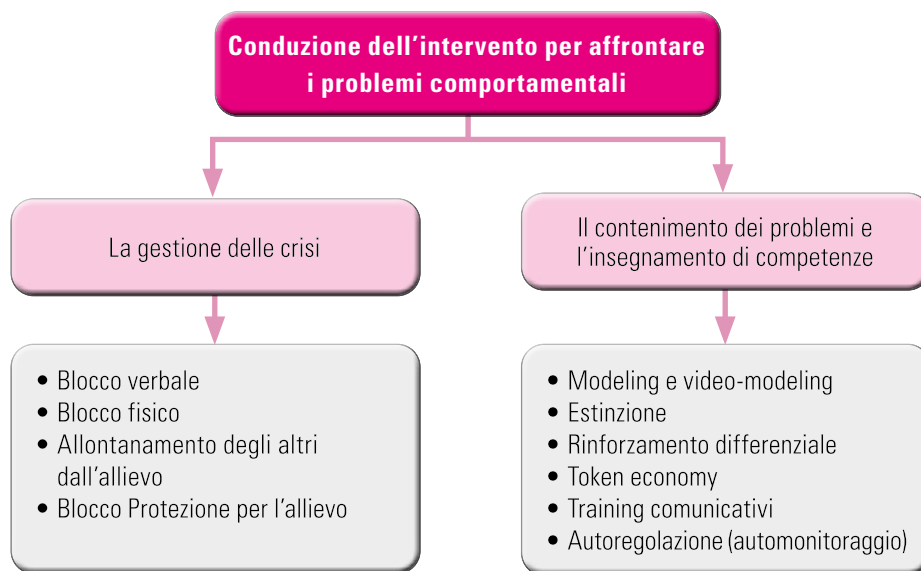 Conduzione dell'intervento per affrontare
i problemi comportamentali
La gestione delle crisi
Il contenimento dei problemi e
l'insegnamento di competenze
• Blocco verbale
• Blocco fisico
• Allontanamento degli altri
dall'allievo
• Blocco Protezione per l'allievo
• Modeling e video-modeling
• Estinzione
• Rinforzamento differenziale
• Token economy
• Training comunicativi
• Autoregolazione (automonitoraggio)